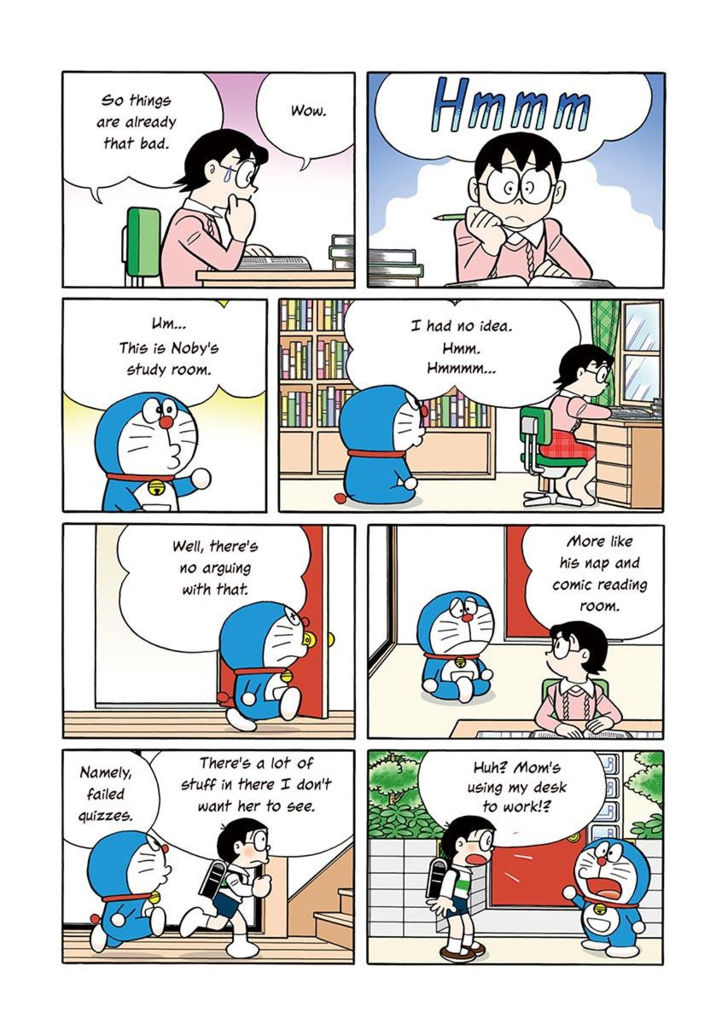 Hmmm
Wow.
So things
are already
that bad.
I had no idea.
Hmm.
Hmmmm...
Um...
This is Noby's
study room.
More like
his nap and
comic reading
room.
Well, there's
no arguing
with that.
Huh? Mom's
using my desk
to work!?
There's a lot of
stuff in there I don't
want her to see.
Namely,
failed
quizzes.